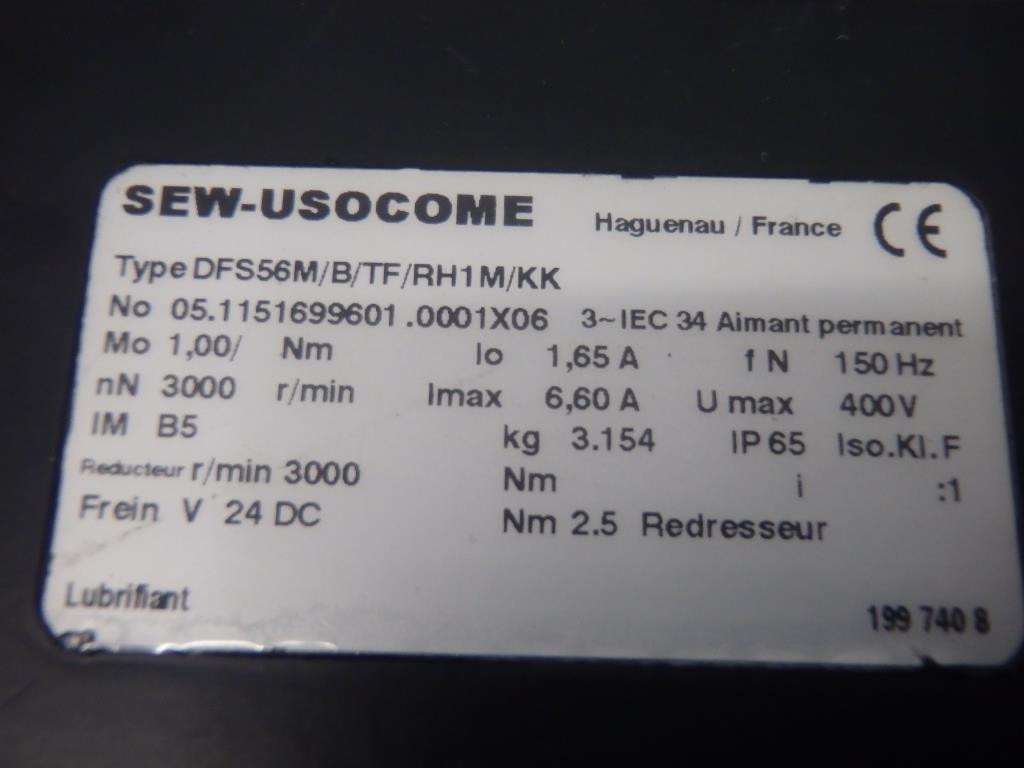 SEW-USOCOME Haguenau / France CE
Type DFS56M/B/TF/RH1M/KK
No 05.1151699601.0001X06 3~IEC 34 Aimant permanent
Mo 1,00/ Nm Io 1,65 A f N 150 Hz
nN 3000 r/min Imax 6,60 A U max 400V
IM B5 kg 3.154 IP 65 Iso.Kl.F
Reducteur r/min 3000 Nm i :1
Frein V 24 DC Nm 2.5 Redresseur
Lubrifiant 199 740 8